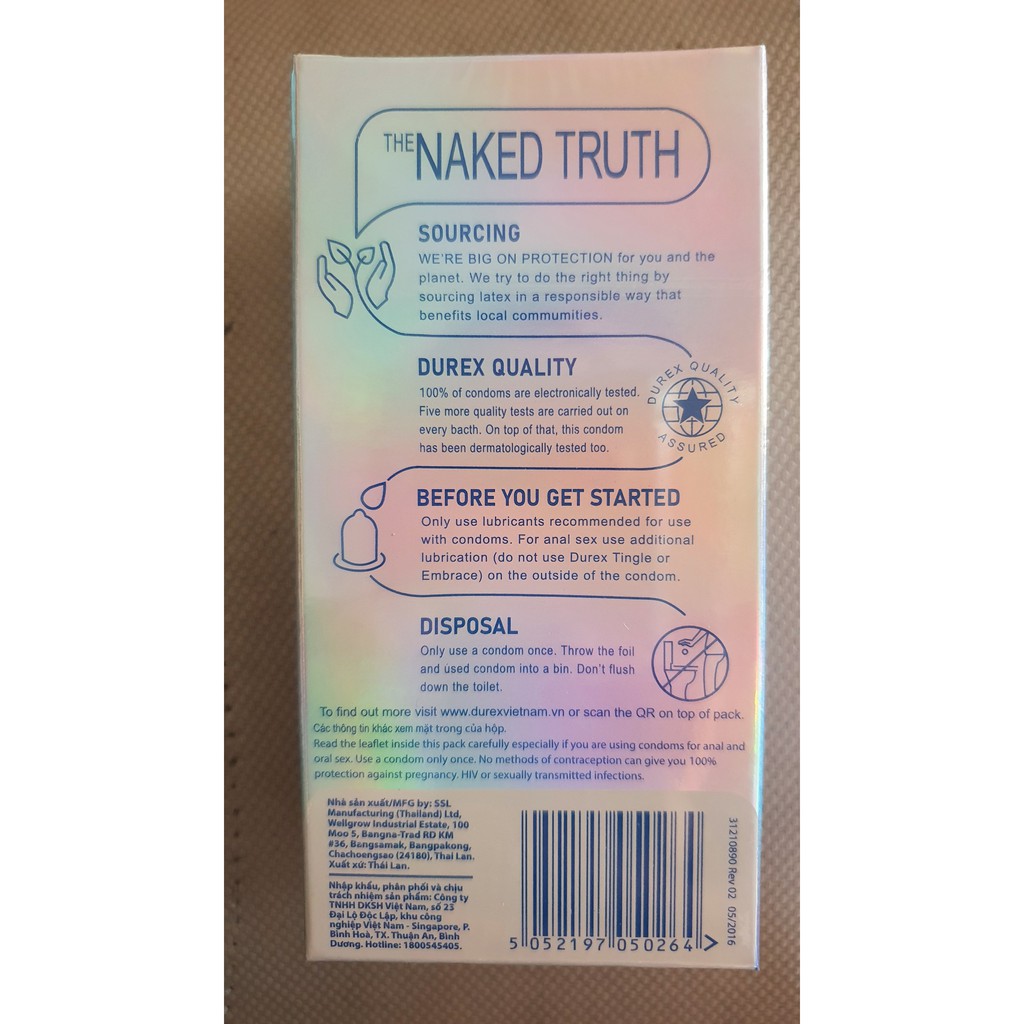 THE NAKED TRUTH
SOURCING
WE'RE BIG ON PROTECTION for you and the
planet. We try to do the right thing by
sourcing latex in a responsible way that
benefits local commumities.
DUREX QUALITY
100% of condoms are electronically tested.
Five more quality tests are carried out on
every bacth. On top of that, this condom
has been dermatologically tested too.
DUREX QUALITY
ASSURED
BEFORE YOU GET STARTED
Only use lubricants recommended for use
with condoms. For anal sex use additional
lubrication (do not use Durex Tingle or
Embrace) on the outside of the condom.
DISPOSAL
Only use a condom once. Throw the foil
and used condom into a bin. Don't flush
down the toilet.
To find out more visit www.durexvietnam.vn or scan the QR on top of pack.
Các thông tin khác xem mặt trong của hộp.
Read the leaflet inside this pack carefully especially if you are using condoms for anal and
oral sex. Use a condom only once. No methods of contraception can give you 100%
protection against pregnancy. HIV or sexually transmitted infections.
Nhà sản xuất/MFG by: SSL
Manufacturing (Thailand) Ltd,
Wellgrow Industrial Estate, 100
Moo 5, Bangna-Trad RD KM
#36, Bangsamak, Bangpakong,
Chachoengsao (24180), Thai Lan.
Xuất xứ: Thái Lan.
Nhập khẩu, phân phối và chịu
trách nhiệm sản phẩm: Công ty
TNHH DKSH Việt Nam, số 23
Đại Lộ Độc Lập, khu công
nghiệp Việt Nam - Singapore, P.
Bình Hoà, TX. Thuận An, Bình
Dương. Hotline: 1800545405.
5 052197 050264 >
31210890 Rev 02 05/2016